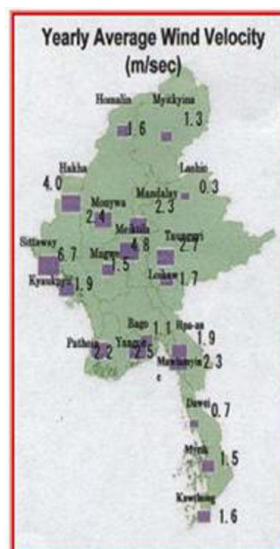 Yearly Average Wind Velocity
(m/sec)
Homalin
1.6
Myitkyina
1.3
Hakha
4.0
Lashio
0.3
Monywa
2.4
Mandalay
2.3
Meiktila
4.8
Taunggyi
2.7
Magwe
1.5
Sittaway
6.7
Kyaukpyu
1.9
Loikaw
1.7
Bago
1.1
Hpa-an
1.9
Pathein
2.2
Yangon
2.5
Mawlamyin
e
2.3
Dawei
0.7
Myeik
1.5
Kawthong
1.6